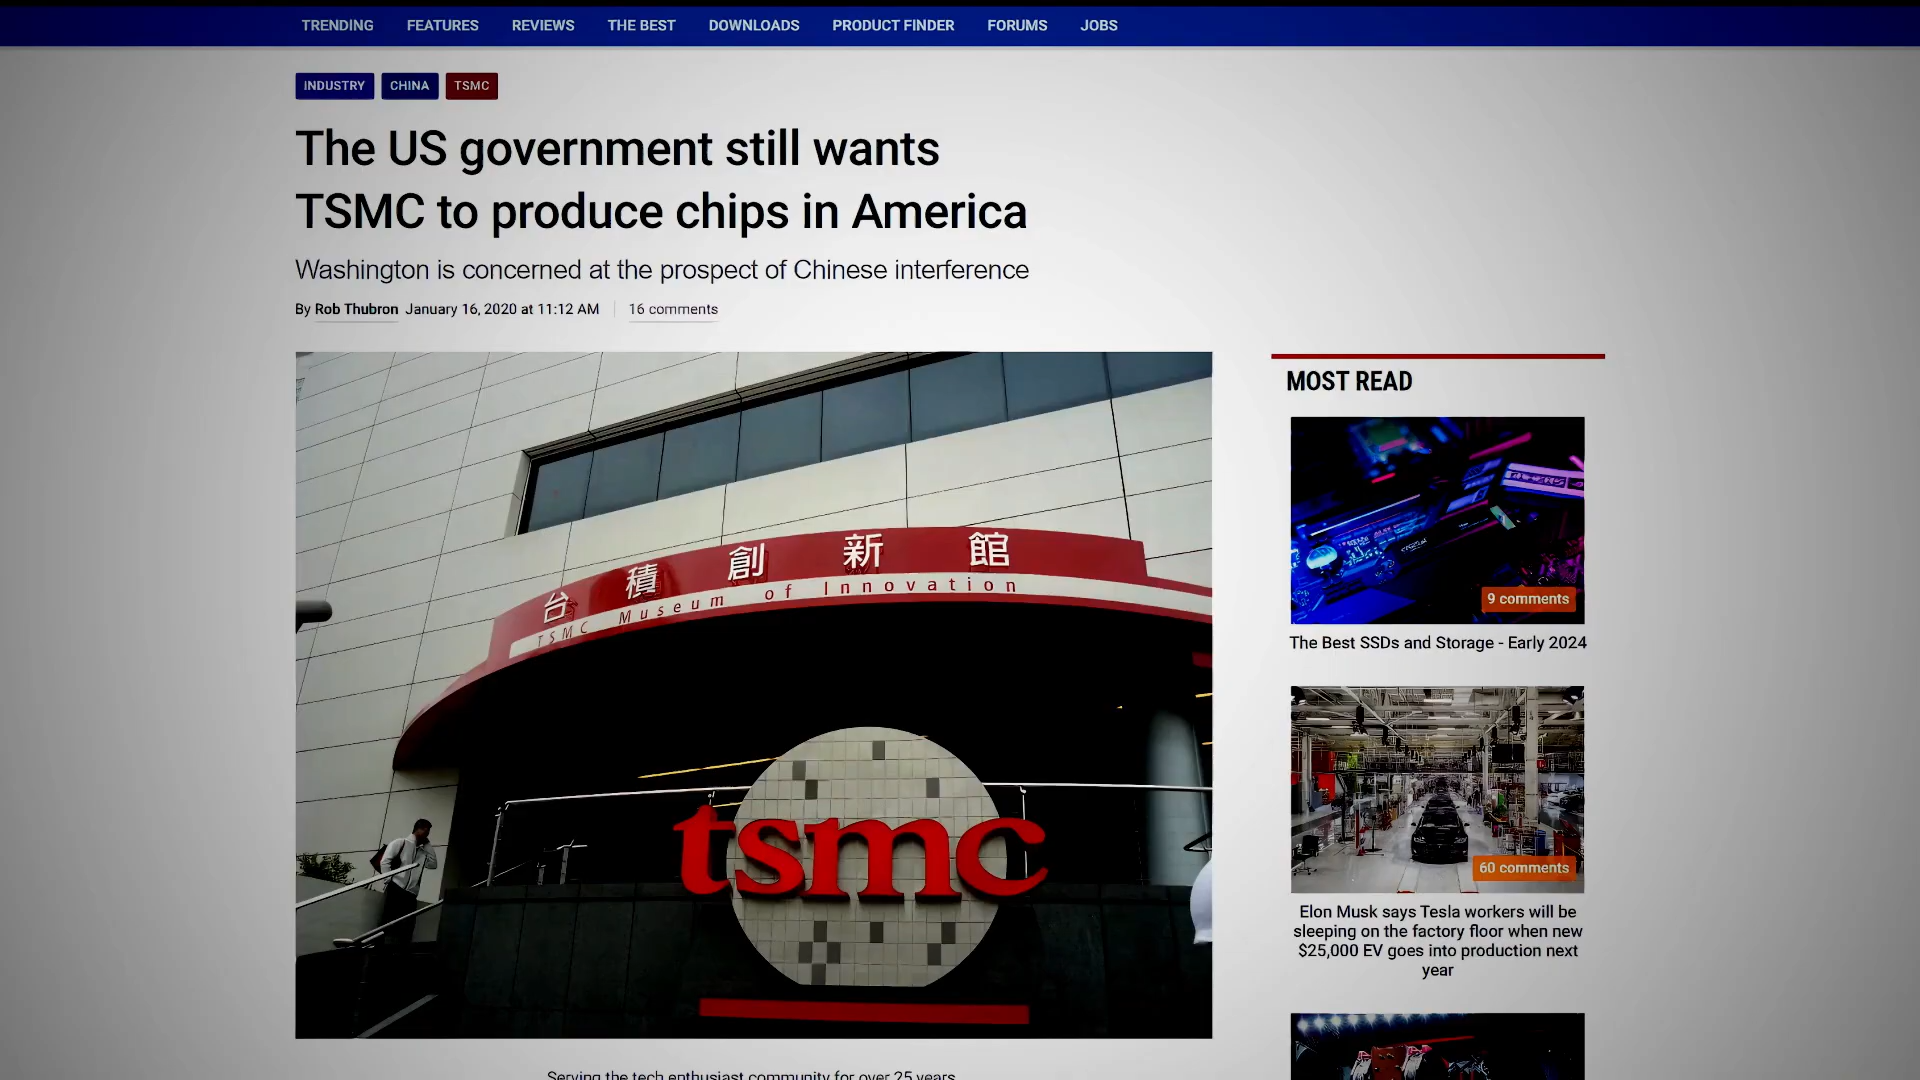 TRENDING FEATURES REVIEWS THE BEST DOWNLOADS PRODUCT FINDER FORUMS JOBS
INDUSTRY CHINA TSMC
The US government still wants
TSMC to produce chips in America
Washington is concerned at the prospect of Chinese interference
By Rob Thubron January 16, 2020 at 11:12 AM 16 comments
台積創新館
TSMC Museum of Innovation
tsmc
MOST READ
9 comments
The Best SSDs and Storage - Early 2024
60 comments
Elon Musk says Tesla workers will be
sleeping on the factory floor when new
$25,000 EV goes into production next
year
Serving the tech enthusiast community for over 25 years.